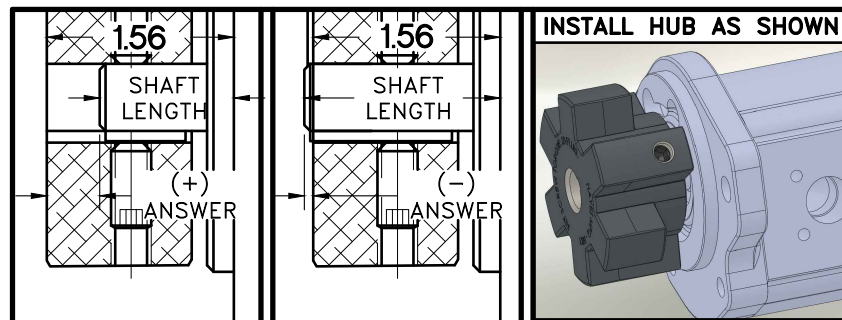 1.56
SHAFT
LENGTH
(+)
ANSWER
1.56
SHAFT
LENGTH
(-)
ANSWER
INSTALL HUB AS SHOWN